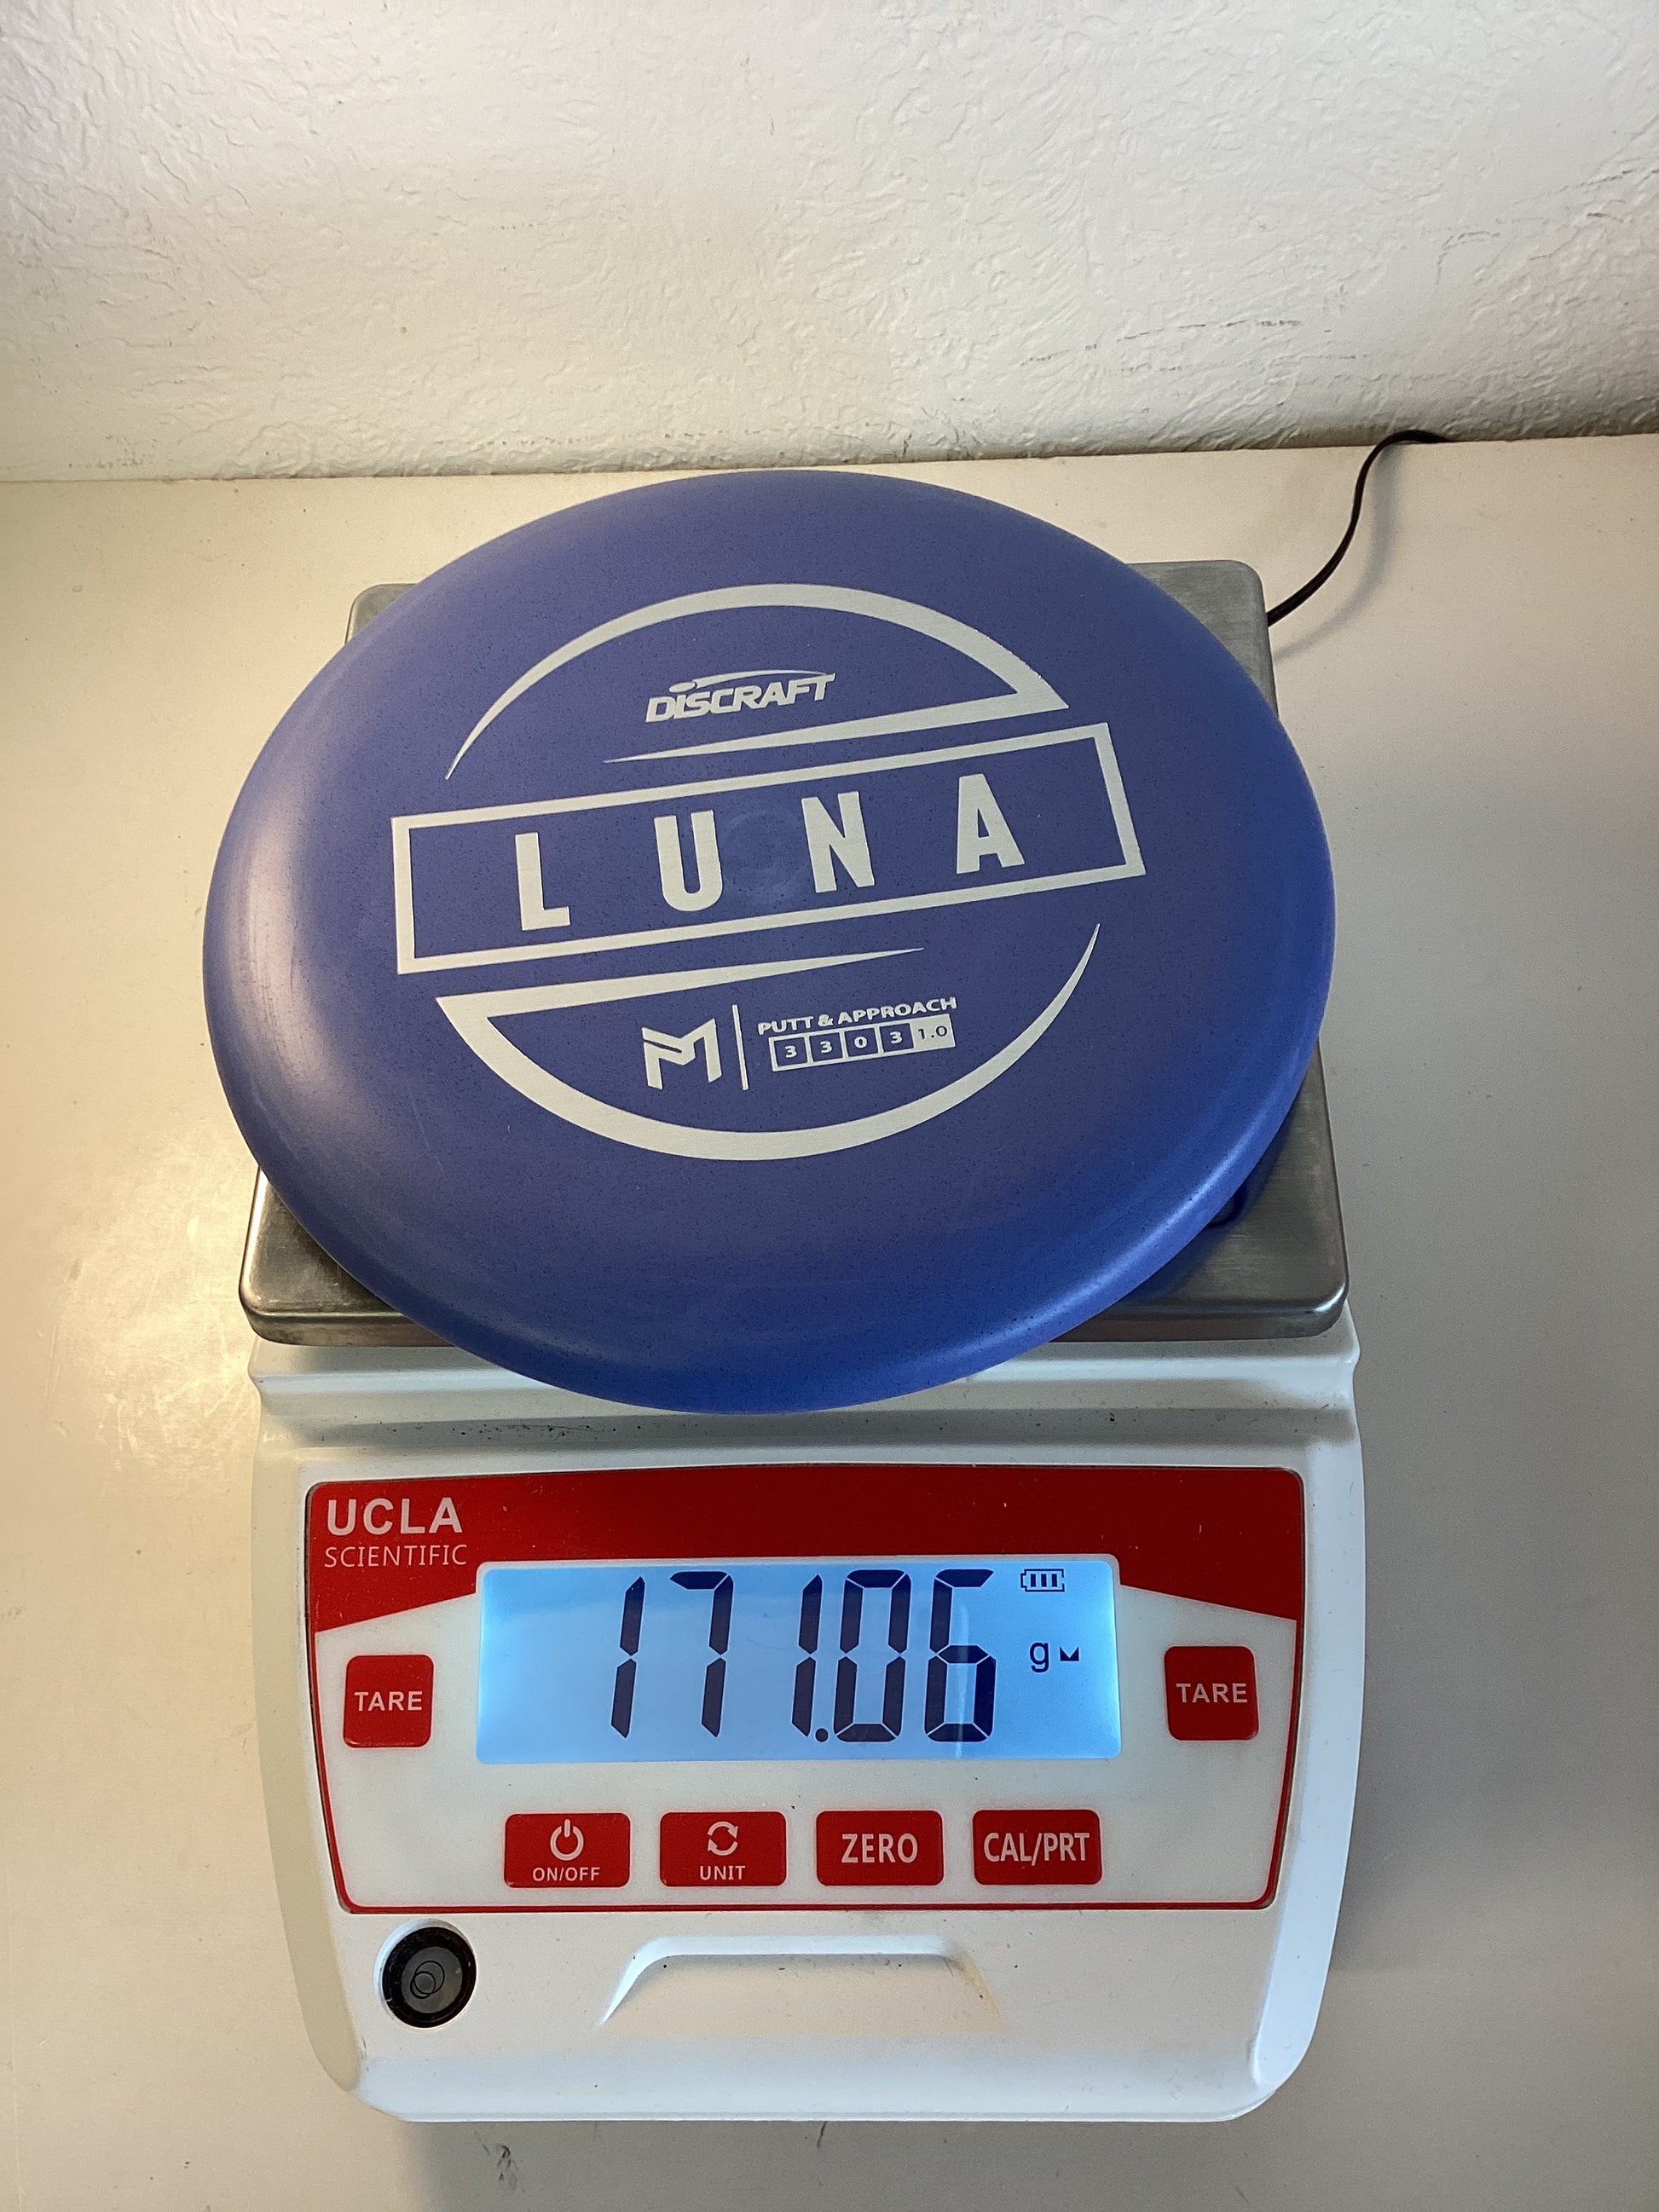 DISCRAFT
LUNA
PM
PUTT & APPROACH
3 3 0 3 1.0
UCLA
SCIENTIFIC
171.06 g
TARE
TARE
ON/OFF
UNIT
ZERO
CAL/PRT